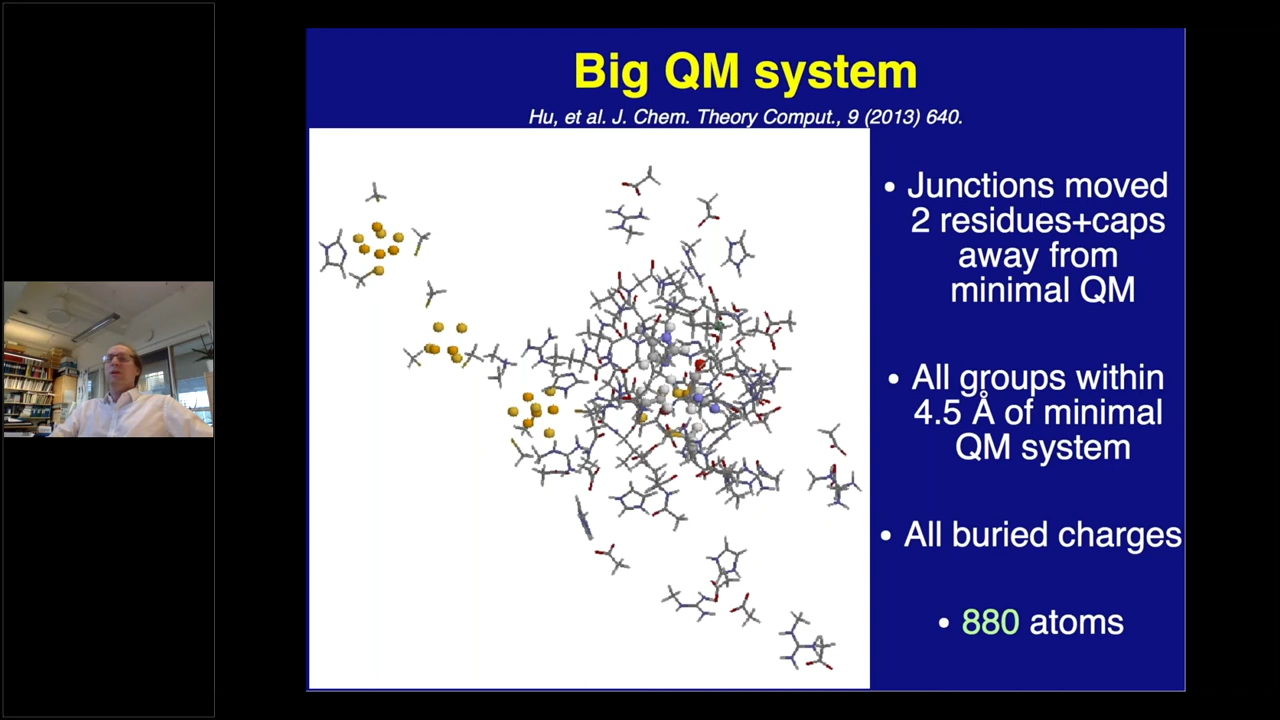 Big QM system
Hu, et al. J. Chem. Theory Comput., 9 (2013) 640.
• Junctions moved
2 residues+caps
away from
minimal QM
• All groups within
4.5 Å of minimal
QM system
• All buried charges
• 880 atoms